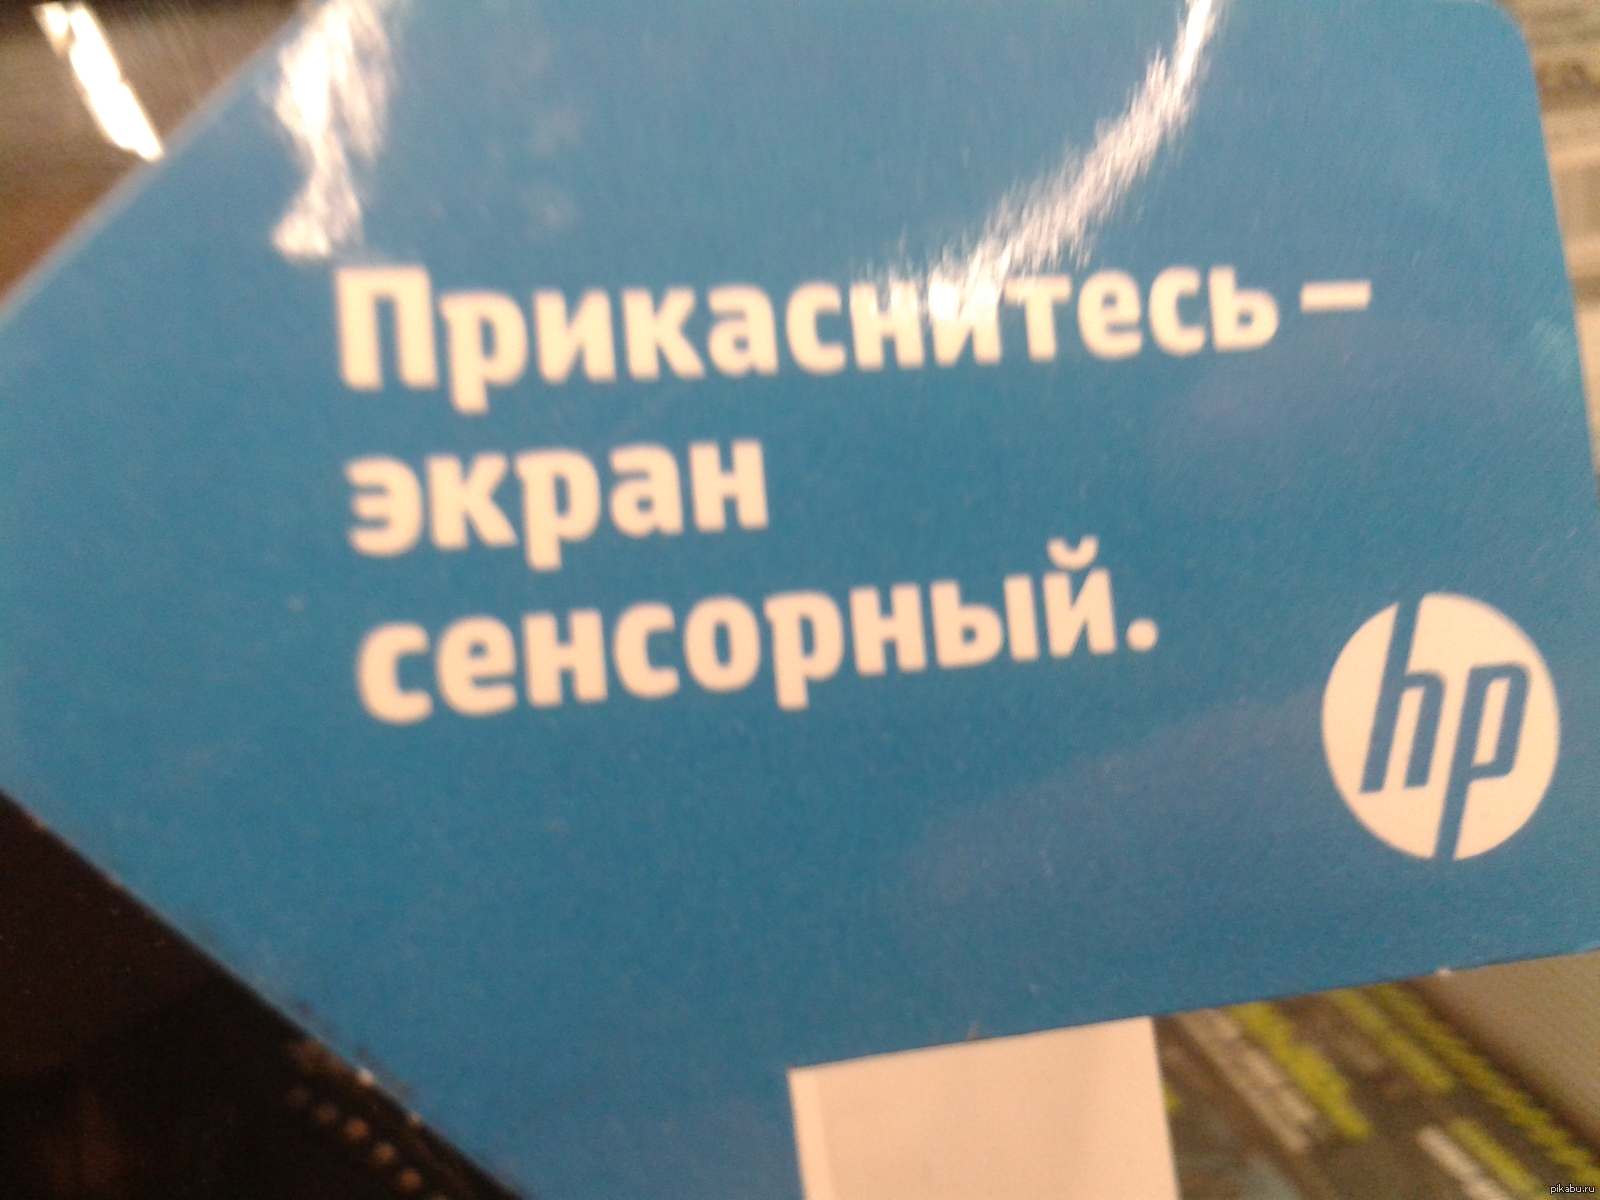 Прикаснитесь –
экран
сенсорный.
hp
pikabu.ru